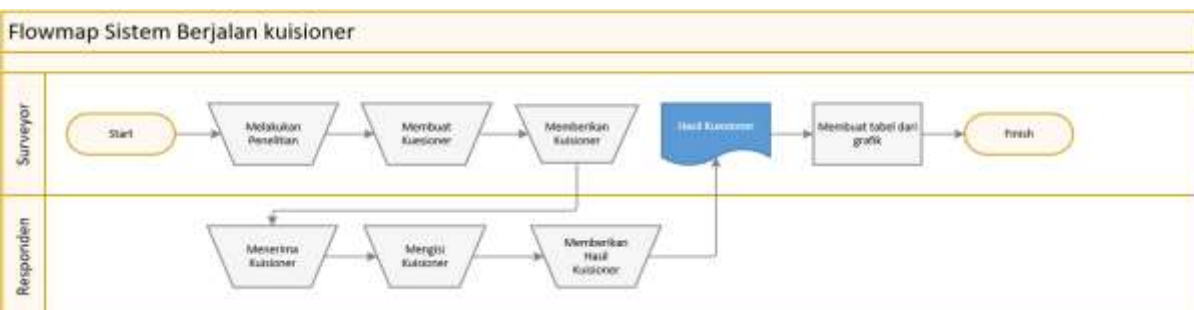 Flowmap Sistem Berjalan kuisioner
Surveyor
Start
Melakukan
Penelitian
Membuat
Kuesioner
Memberikan
Kuisioner
Hasil Kuesioner
Membuat tabel dari
grafik
Finish
Responden
Menerima
Kuisioner
Mengisi
Kuisioner
Memberikan
Hasil
Kuisioner